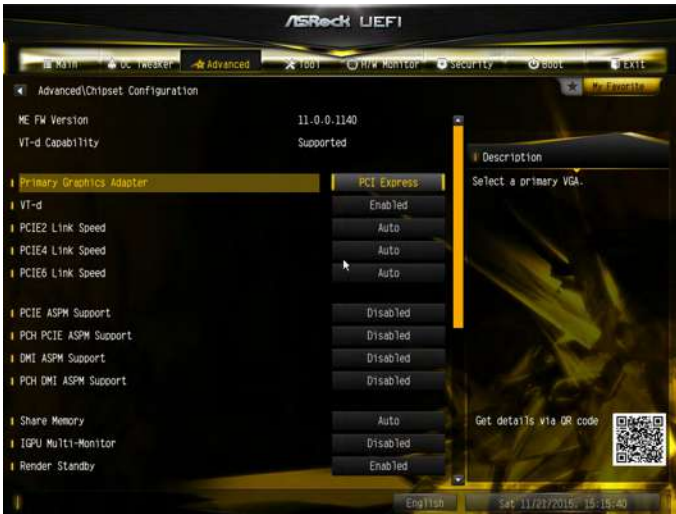 ASRock UEFI
Main OC Tweaker Advanced Tool H/W Monitor Security Boot Exit
Advanced\Chipset Configuration
My Favorite
ME FW Version 11.0.0.1140
VT-d Capability Supported
Description
Primary Graphics Adapter PCI Express
Select a primary VGA.
VT-d Enabled
PCIE2 Link Speed Auto
PCIE4 Link Speed Auto
PCIE6 Link Speed Auto
PCIE ASPM Support Disabled
PCH PCIE ASPM Support Disabled
DMI ASPM Support Disabled
PCH DMI ASPM Support Disabled
Share Memory Auto
Get details via QR code
IGPU Multi-Monitor Disabled
Render Standby Enabled
English
Sat 11/21/2015, 15:15:40